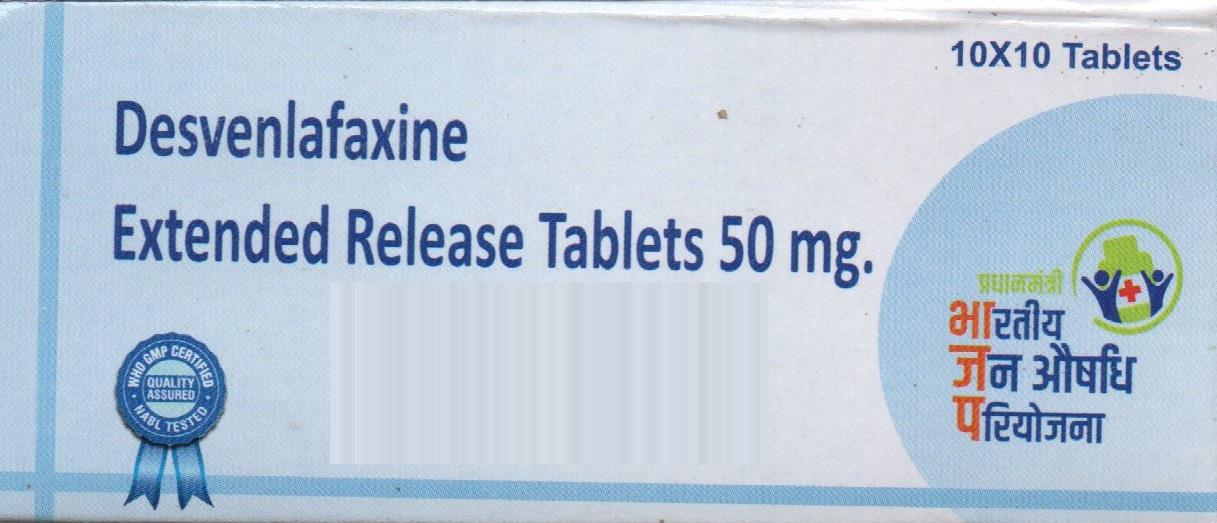 10X10 Tablets
Desvenlafaxine
Extended Release Tablets 50 mg.
प्रधानमंत्री
भारतीय
जन औषधि
परियोजना
WHO GMP CERTIFIED
QUALITY
ASSURED
NABL TESTED